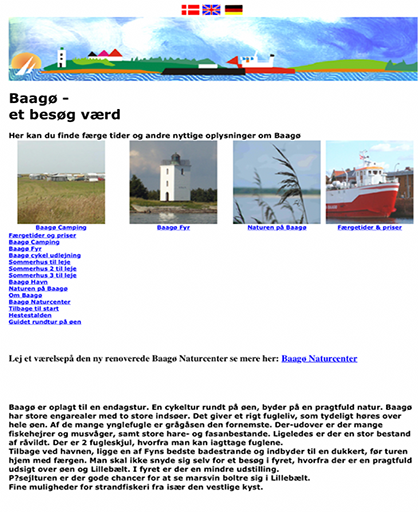 Baagø -
et besøg værd
Her kan du finde færge tider og andre nyttige oplysninger om Baagø
Baagø Camping
Baagø Fyr
Naturen på Baagø
Færgetider & priser
Færgetider og priser
Baagø Camping
Baagø Fyr
Baagø cykel udlejning
Sommerhus til leje
Sommerhus 2 til leje
Sommerhus 3 til leje
Baagø Havn
Naturen på Baagø
Om Baagø
Baagø Naturcenter
Tilbage til start
Hestestalden
Guidet rundtur på øen
Lej et værelsepå den ny renoverede Baagø Naturcenter se mere her: Baagø Naturcenter
Baagø er oplagt til en endagstur. En cykeltur rundt på øen, byder på en pragtfuld natur. Baagø
har store engarealer med to store indsøer. Det giver et rigt fugleliv, som tydeligt høres over
hele øen. Af de mange ynglefugle er grågåsen den fornemste. Der-udover er der mange
fiskehejrer og musvåger, samt store hare- og fasanbestande. Ligeledes er der en stor bestand
af råvildt. Der er 2 fugleskjul, hvorfra man kan iagttage fuglene.
Tilbage ved havnen, ligge en af Fyns bedste badestrande og indbyder til en dukkert, før turen
hjem med færgen. Man skal ikke snyde sig selv for et besøg i fyret, hvorfra der er en pragtfuld
udsigt over øen og Lillebælt. I fyret er der en mindre udstilling.
P?sejlturen er der gode chancer for at se marsvin boltre sig i Lillebælt.
Fine muligheder for strandfiskeri fra især den vestlige kyst.